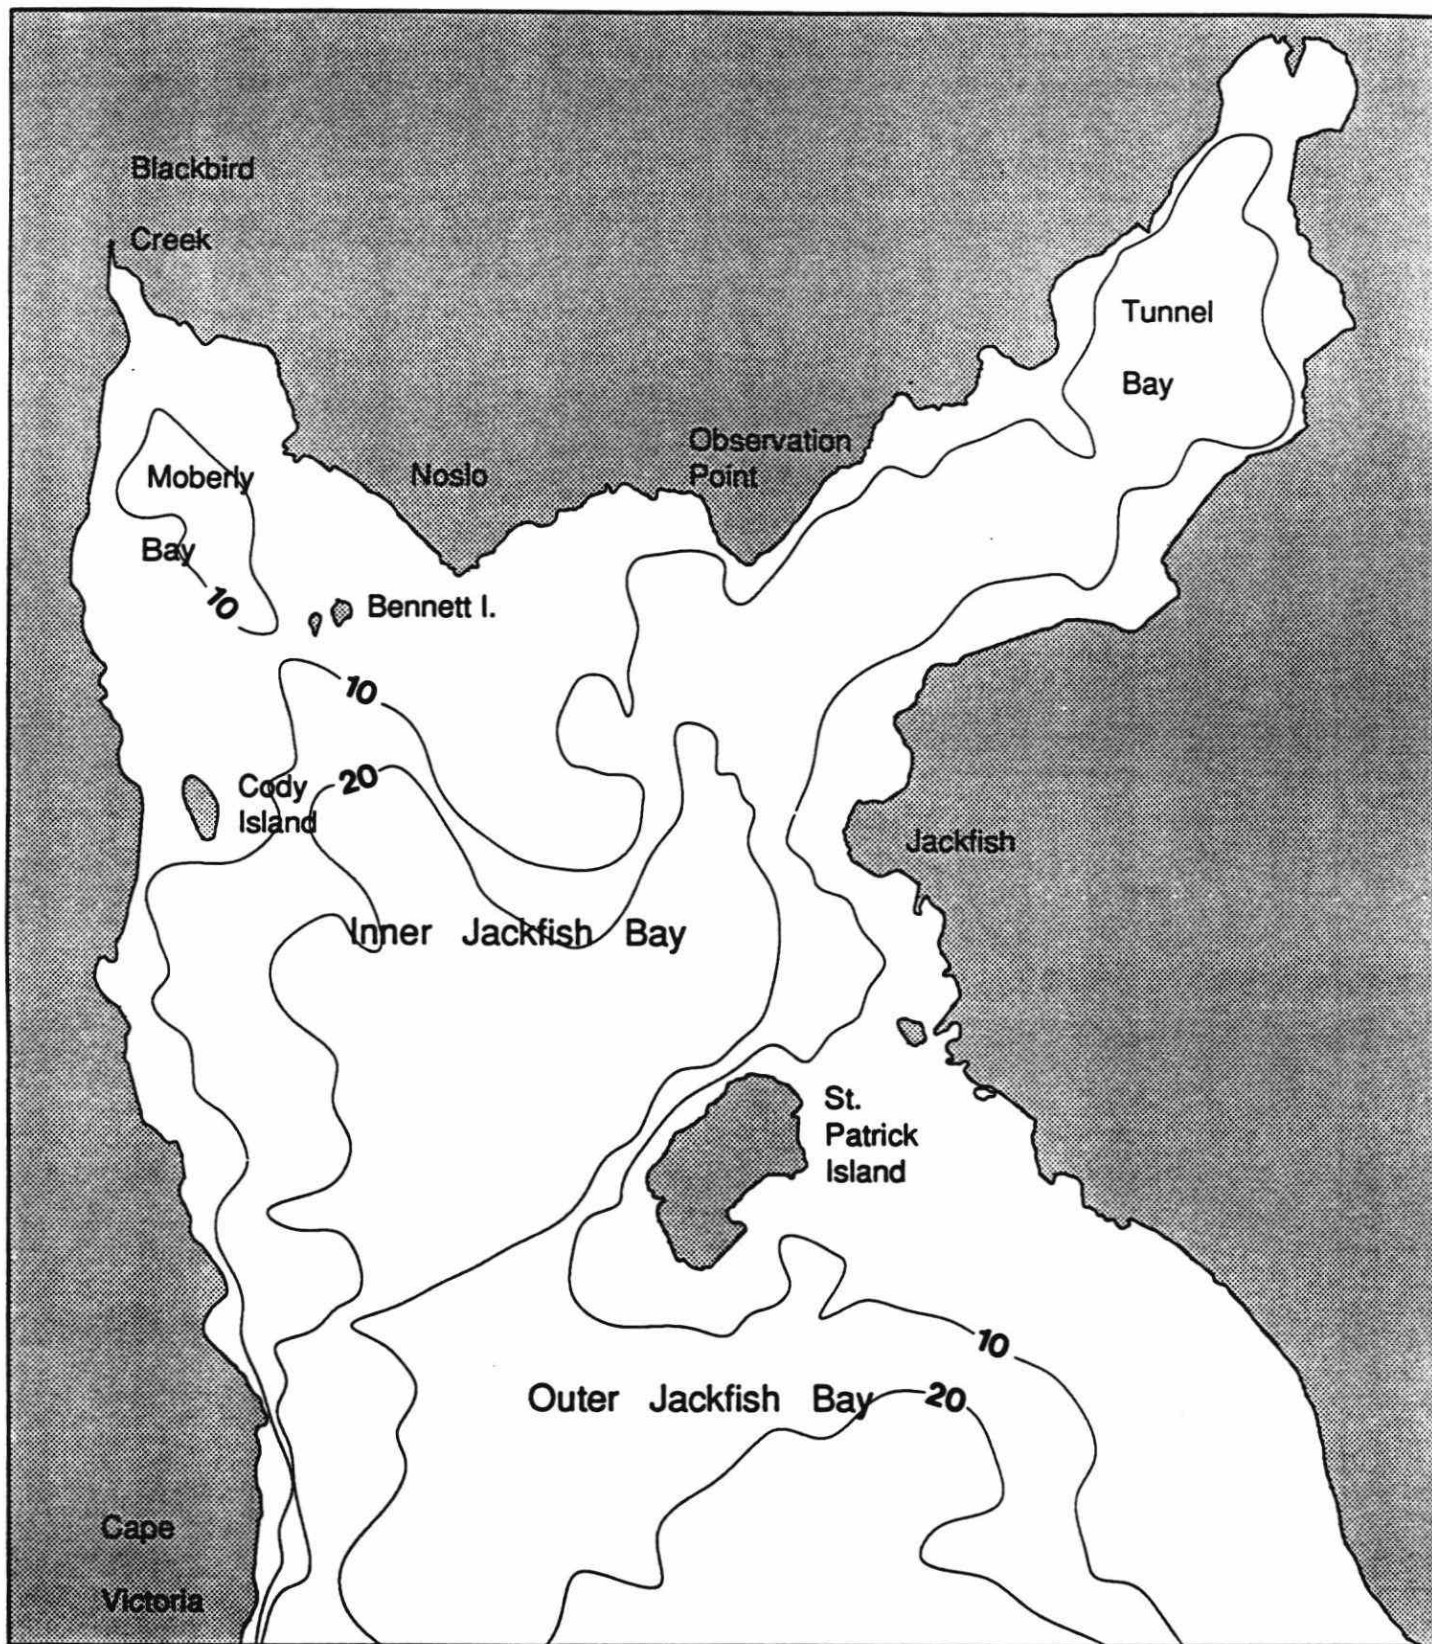 Blackbird
Creek
Tunnel
Bay
Observation
Point
Moberly
Bay
Noslo
10
Bennett I.
10
20
Cody
Island
Jackfish
Inner Jackfish Bay
St.
Patrick
Island
10
Outer Jackfish Bay
20
Cape
Victoria